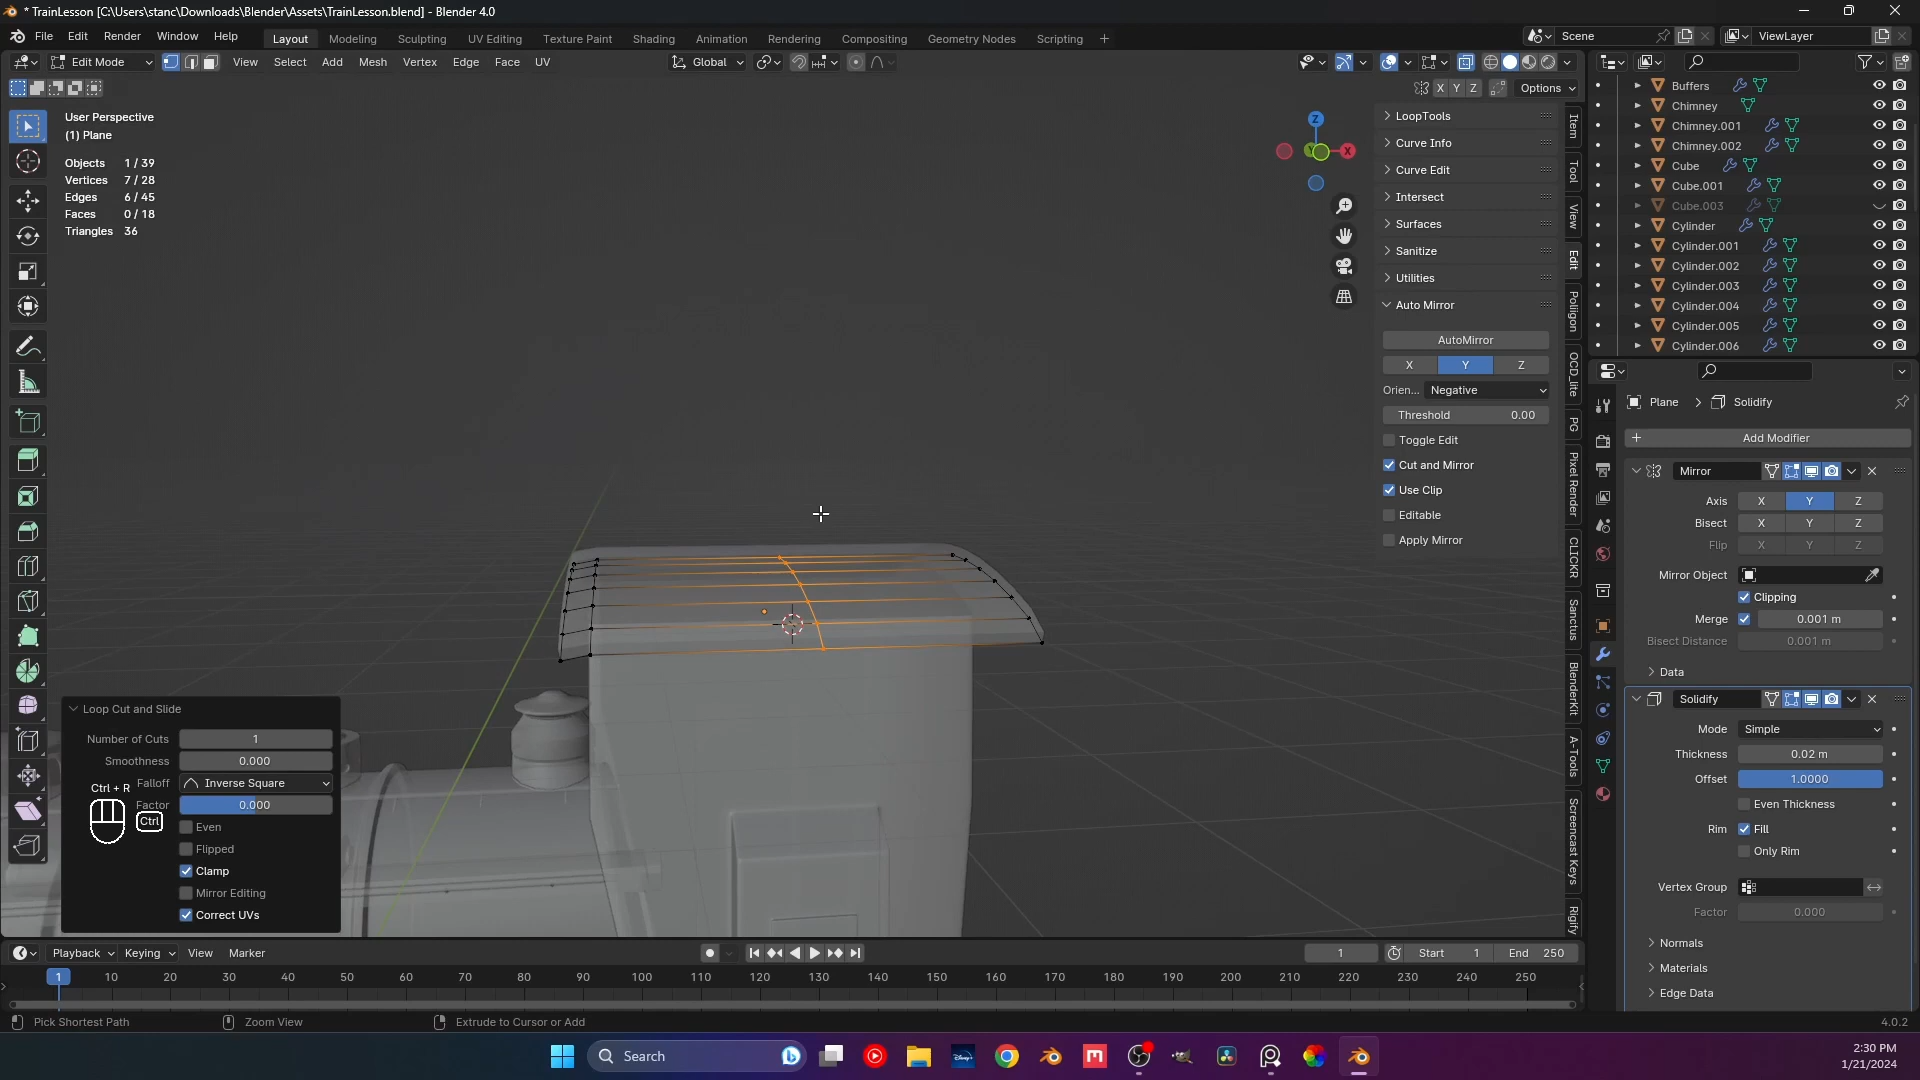 * TrainLesson [C:\Users\stanc\Downloads\Blender\Assets\TrainLesson.blend] - Blender 4.0
File Edit Render Window Help
Layout Modeling Sculpting UV Editing Texture Paint Shading Animation Rendering Compositing Geometry Nodes Scripting +
Scene
ViewLayer
Edit Mode
View Select Add Mesh Vertex Edge Face UV
Global
X Y Z
Options
User Perspective
(1) Plane
Objects 1 / 39
Vertices 7 / 28
Edges 6 / 45
Faces 0 / 18
Triangles 36
Z
X
LoopTools
Curve Info
Curve Edit
Intersect
Surfaces
Sanitize
Utilities
Auto Mirror
AutoMirror
X Y Z
Orien... Negative
Threshold 0.00
Toggle Edit
Cut and Mirror
Use Clip
Editable
Apply Mirror
Item
Tool
View
Edit
Poliigon
OCD_lite
PG
Pixel Render
CLICKR
Sanctus
BlenderKit
A-Tools
Screencast Keys
Rigify
Buffers
Chimney
Chimney.001
Chimney.002
Cube
Cube.001
Cube.003
Cylinder
Cylinder.001
Cylinder.002
Cylinder.003
Cylinder.004
Cylinder.005
Cylinder.006
Plane > Solidify
+ Add Modifier
Mirror
Axis X Y Z
Bisect X Y Z
Flip X Y Z
Mirror Object
Clipping
Merge 0.001 m
Bisect Distance 0.001 m
Data
Solidify
Mode Simple
Thickness 0.02 m
Offset 1.0000
Even Thickness
Rim Fill
Only Rim
Vertex Group
Factor 0.000
Normals
Materials
Edge Data
Loop Cut and Slide
Number of Cuts 1
Smoothness 0.000
Falloff Inverse Square
Factor 0.000
Even
Flipped
Clamp
Mirror Editing
Correct UVs
Ctrl + R
Ctrl
Playback Keying View Marker
1
Start 1
End 250
1 10 20 30 40 50 60 70 80 90 100 110 120 130 140 150 160 170 180 190 200 210 220 230 240 250
Pick Shortest Path
Zoom View
Extrude to Cursor or Add
4.0.2
Search
2:30 PM
1/21/2024